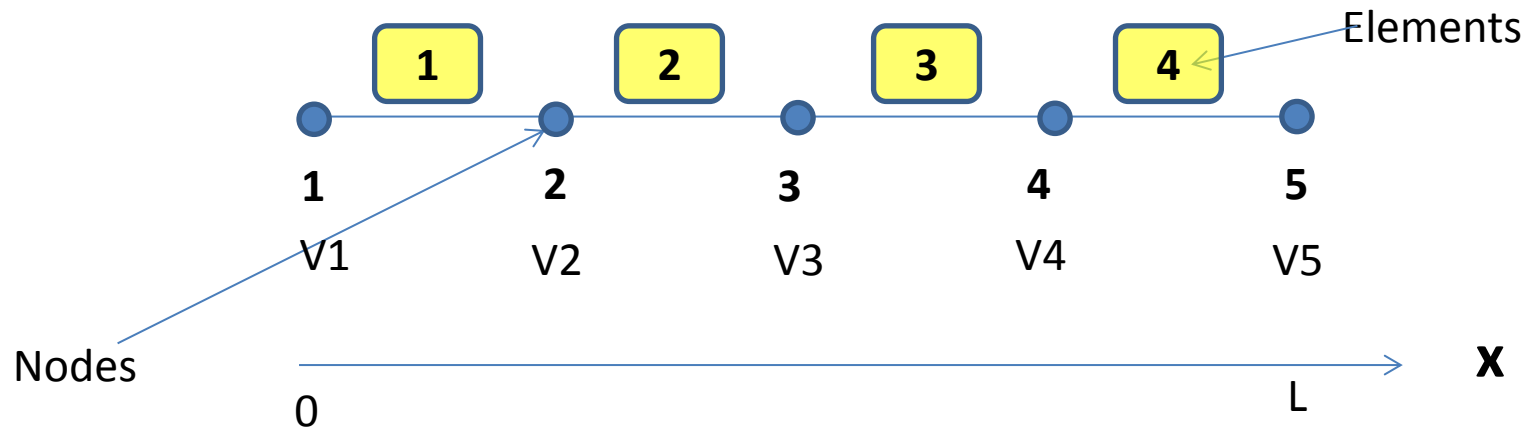 Elements
1 2 3 4
1 2 3 4 5
V1 V2 V3 V4 V5
Nodes
x
0 L